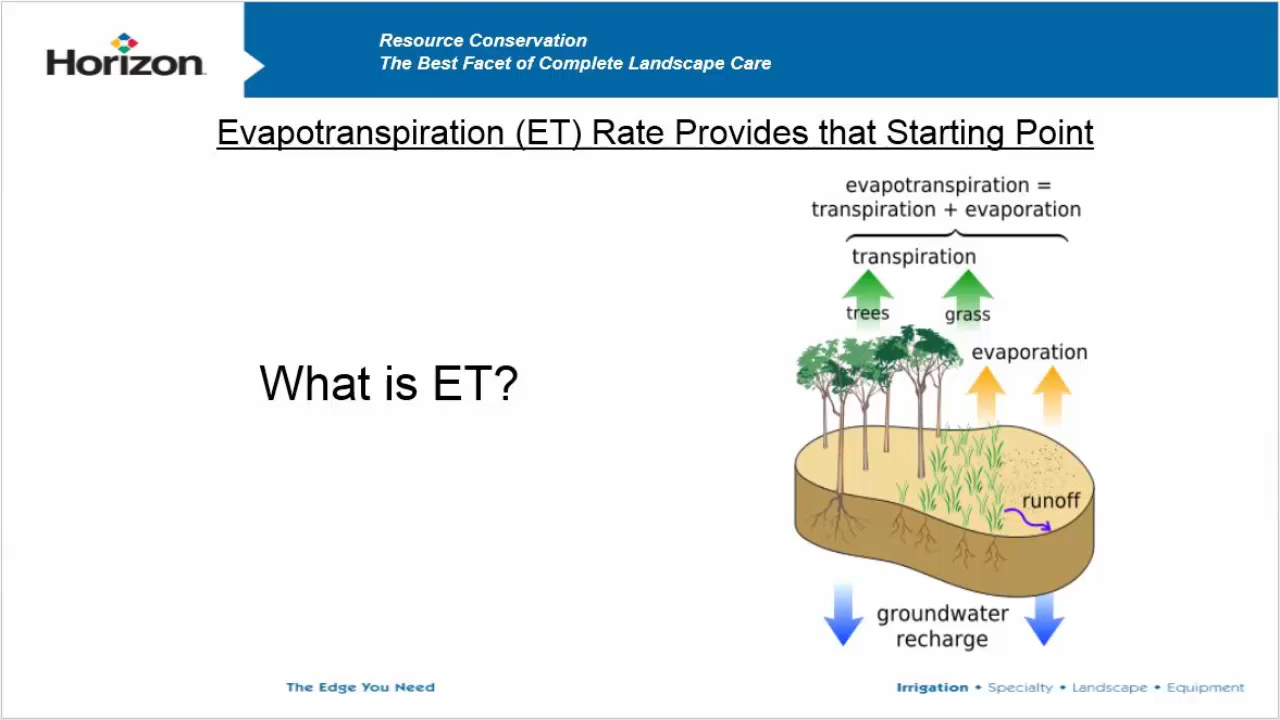 Horizon
Resource Conservation
The Best Facet of Complete Landscape Care
Evapotranspiration (ET) Rate Provides that Starting Point
What is ET?
evapotranspiration =
transpiration + evaporation
transpiration
trees
grass
evaporation
runoff
groundwater
recharge
The Edge You Need
Irrigation • Specialty • Landscape • Equipment